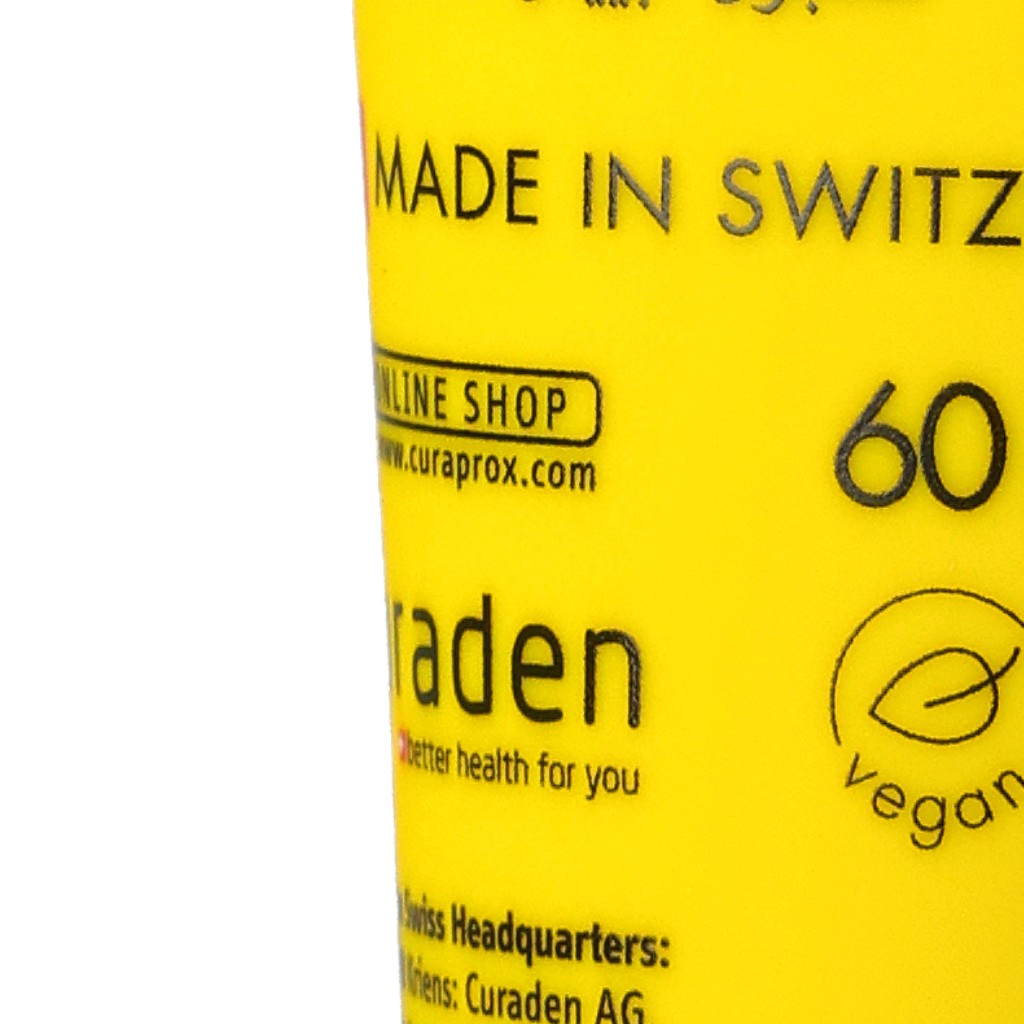 MADE IN SWITZ
NLINE SHOP
www.curaprox.com
60
raden
better health for you
vegan
Swiss Headquarters:
Kriens: Curaden AG